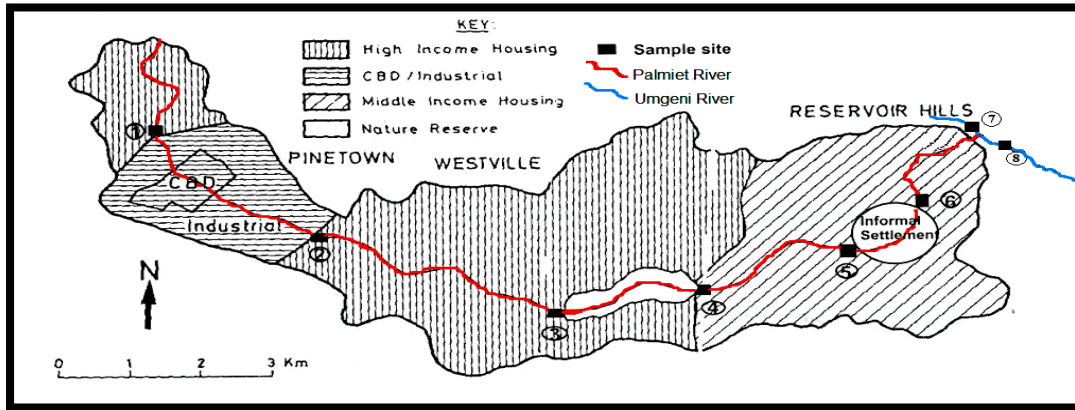 KEY:
High Income Housing
CBD/Industrial
Middle Income Housing
Nature Reserve
Sample site
Palmiet River
Umgeni River
RESERVOIR HILLS
7
8
1
PINETOWN
WESTVILLE
CBD
Industrial
2
6
Informal
Settlement
5
4
3
N
0 1 2 3 Km